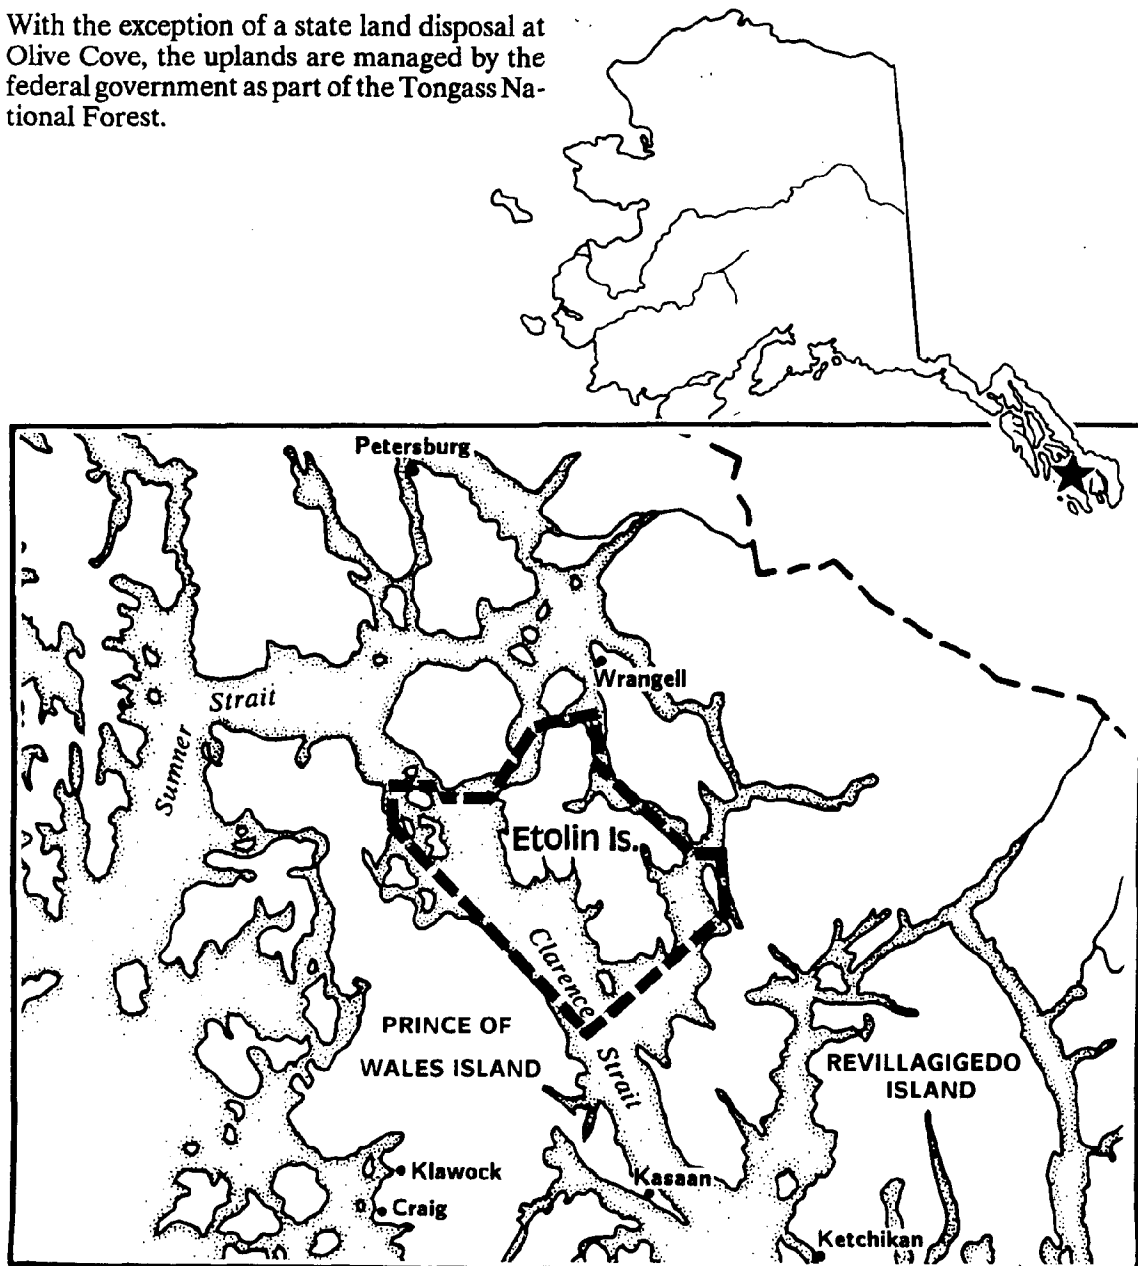 With the exception of a state land disposal at
Olive Cove, the uplands are managed by the
federal government as part of the Tongass Na-
tional Forest.
Petersburg
Wrangell
Strait
Sumner
Etolin Is.
Clarence
Strait
PRINCE OF
WALES ISLAND
REVILLAGIGEDO
ISLAND
Klawock
Craig
Kasaan
Ketchikan